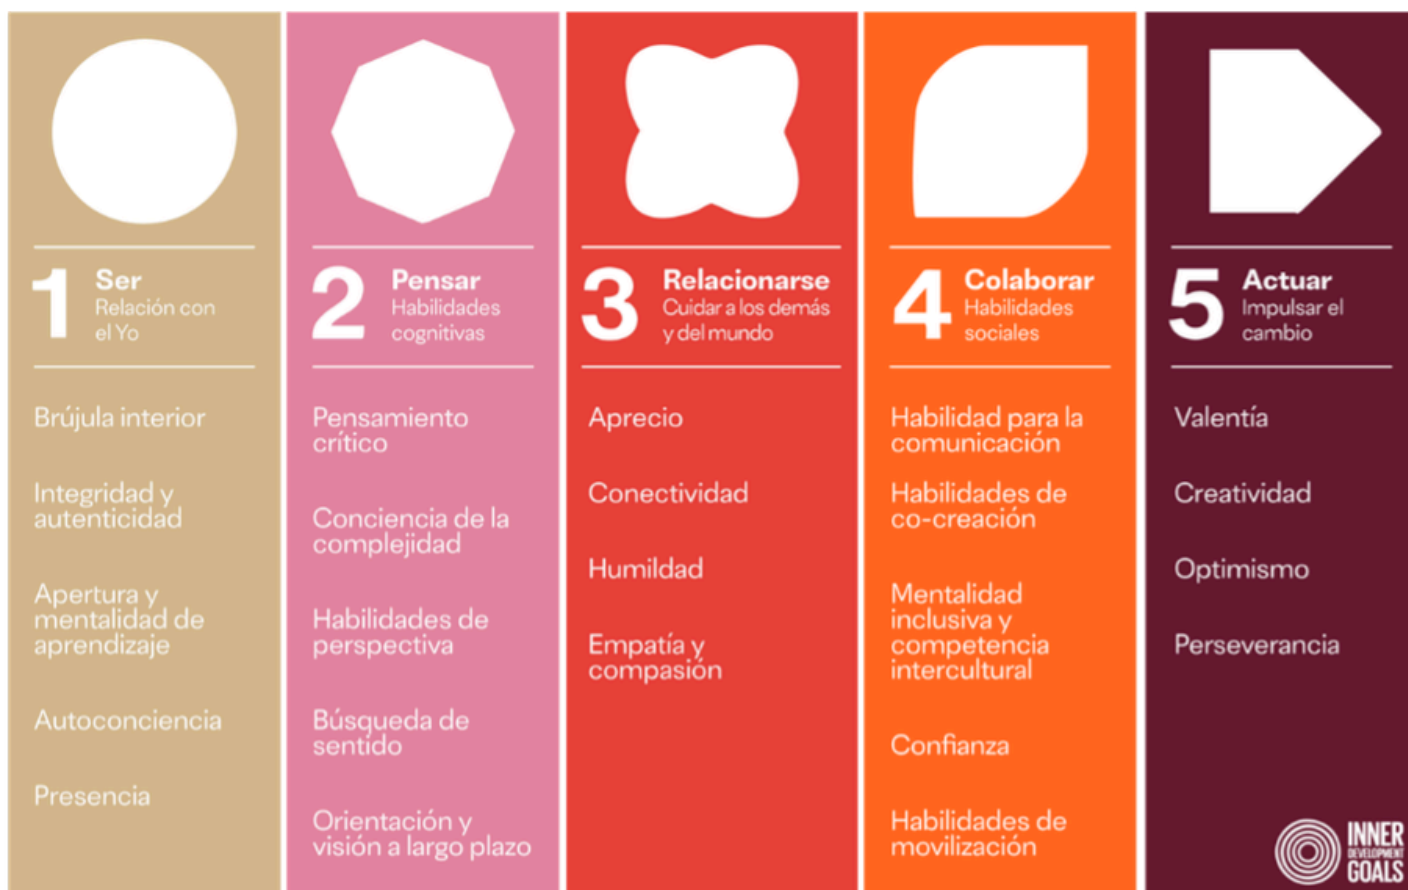 1
Ser
Relación con
el Yo
Brújula interior
Integridad y
autenticidad
Apertura y
mentalidad de
aprendizaje
Autoconciencia
Presencia
2
Pensar
Habilidades
cognitivas
Pensamiento
crítico
Conciencia de la
complejidad
Habilidades de
perspectiva
Búsqueda de
sentido
Orientación y
visión a largo plazo
3
Relacionarse
Cuidar a los demás
y del mundo
Aprecio
Conectividad
Humildad
Empatía y
compasión
4
Colaborar
Habilidades
sociales
Habilidad para la
comunicación
Habilidades de
co-creación
Mentalidad
inclusiva y
competencia
intercultural
Confianza
Habilidades de
movilización
5
Actuar
Impulsar el
cambio
Valentía
Creatividad
Optimismo
Perseverancia
INNER
DEVELOPMENT
GOALS